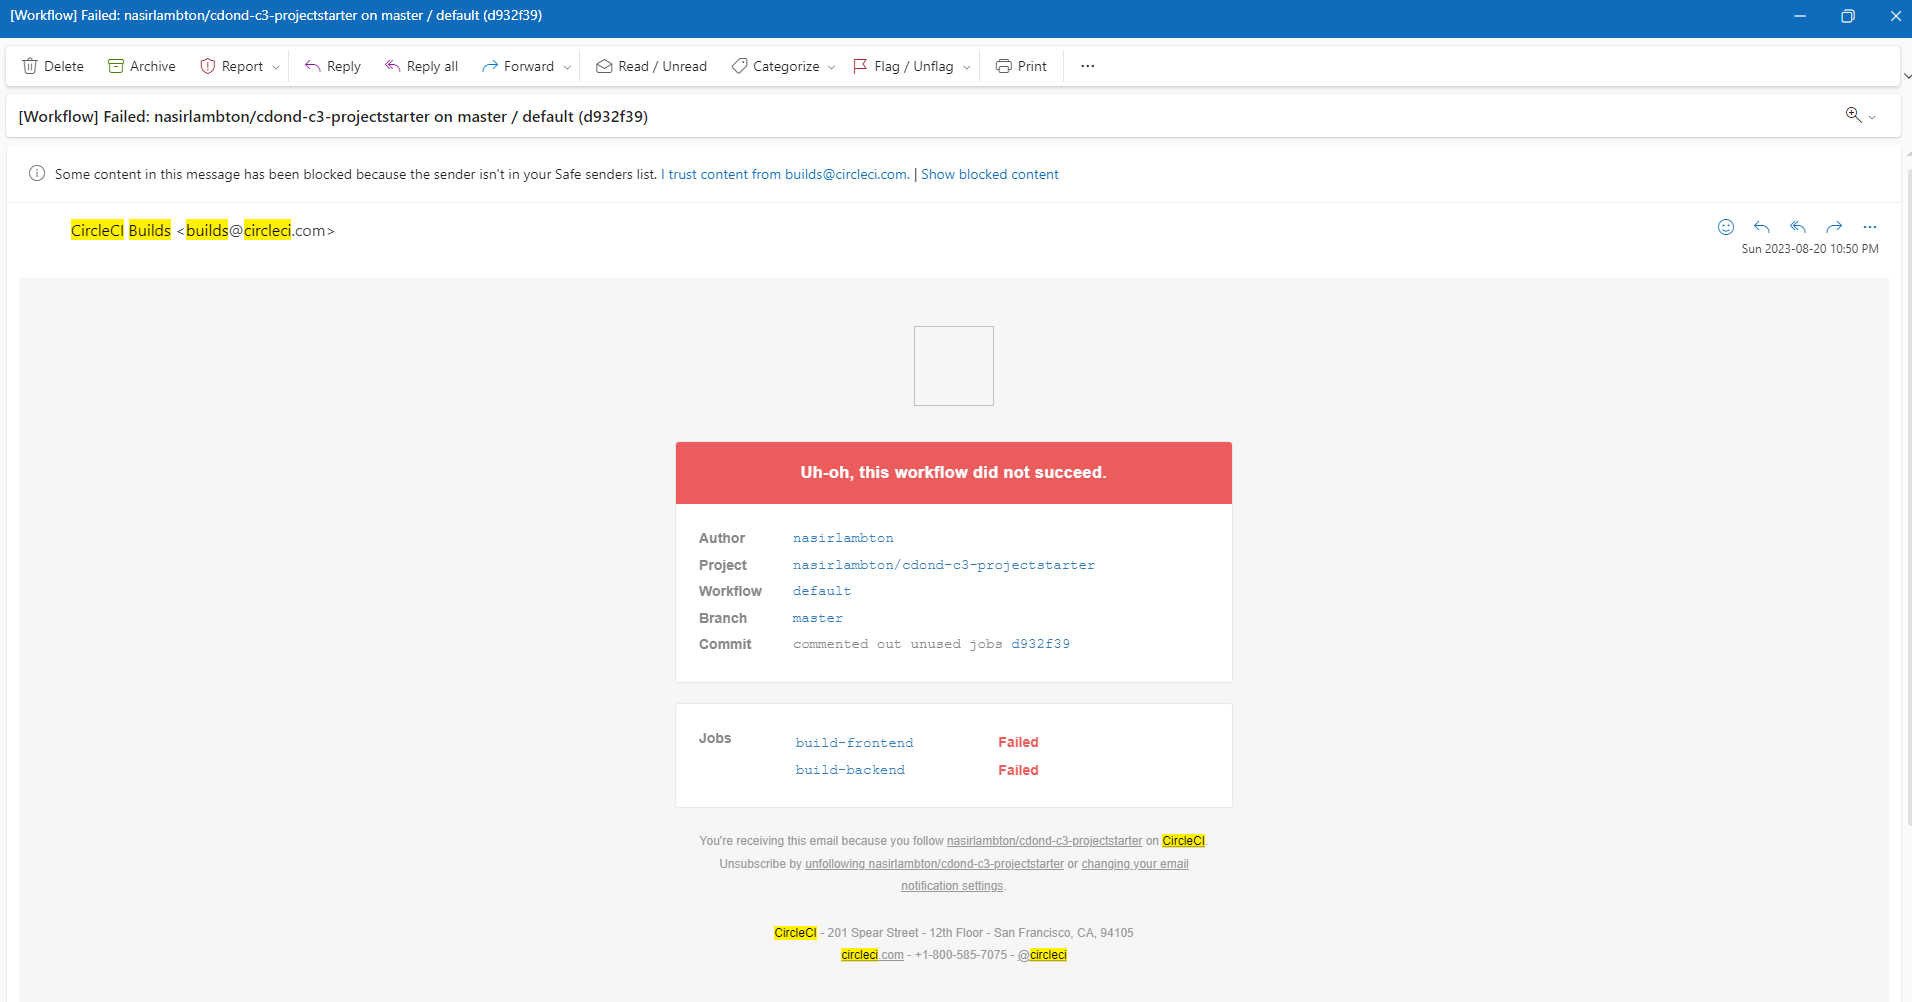 [Workflow] Failed: nasirlambton/cdond-c3-projectstarter on master / default (d932f39)
Delete Archive Report Reply Reply all Forward Read / Unread Categorize Flag / Unflag Print ...
[Workflow] Failed: nasirlambton/cdond-c3-projectstarter on master / default (d932f39)
Some content in this message has been blocked because the sender isn't in your Safe senders list. I trust content from builds@circleci.com. | Show blocked content
CircleCI Builds <builds@circleci.com>
Sun 2023-08-20 10:50 PM
Uh-oh, this workflow did not succeed.
Author nasirlambton
Project nasirlambton/cdond-c3-projectstarter
Workflow default
Branch master
Commit commented out unused jobs d932f39
Jobs build-frontend Failed
build-backend Failed
You're receiving this email because you follow nasirlambton/cdond-c3-projectstarter on CircleCI.
Unsubscribe by unfollowing nasirlambton/cdond-c3-projectstarter or changing your email
notification settings.
CircleCI - 201 Spear Street - 12th Floor - San Francisco, CA, 94105
circleci.com - +1-800-585-7075 - @circleci